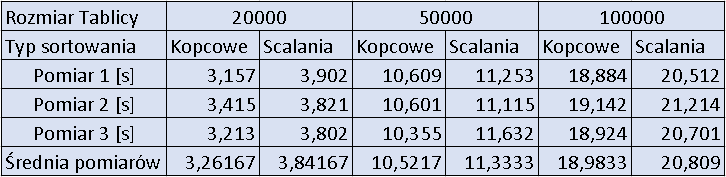 Rozmiar Tablicy 20000 50000 100000
Typ sortowania Kopcowe Scalania Kopcowe Scalania Kopcowe Scalania
Pomiar 1 [s] 3,157 3,902 10,609 11,253 18,884 20,512
Pomiar 2 [s] 3,415 3,821 10,601 11,115 19,142 21,214
Pomiar 3 [s] 3,213 3,802 10,355 11,632 18,924 20,701
Średnia pomiarów 3,26167 3,84167 10,5217 11,3333 18,9833 20,809